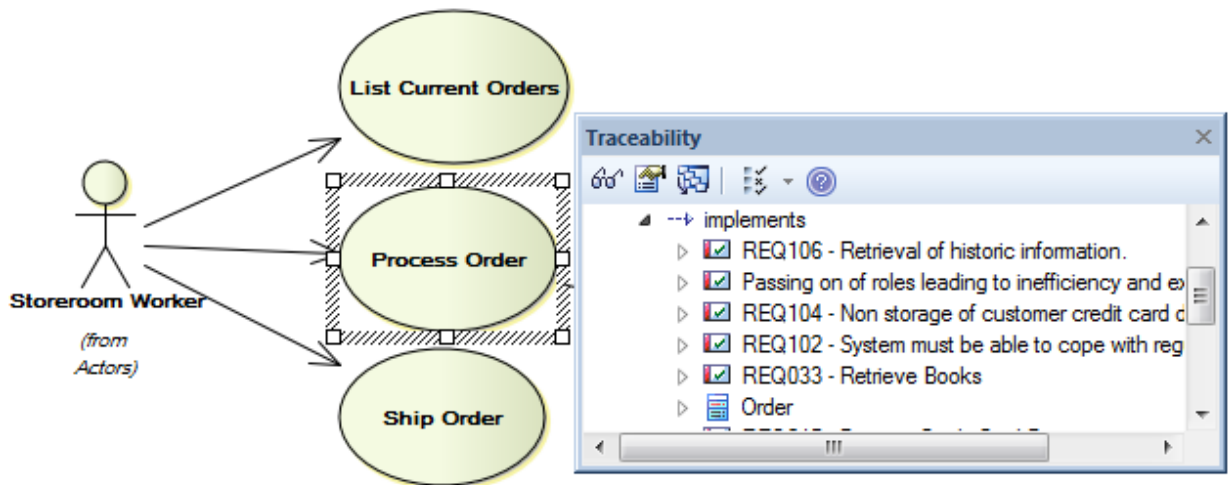 List Current Orders
Process Order
Storeroom Worker
(from
Actors)
Ship Order
Traceability
implements
REQ106 - Retrieval of historic information.
Passing on of roles leading to inefficiency and
REQ104 - Non storage of customer credit card
REQ102 - System must be able to cope with
REQ033 - Retrieve Books
Order